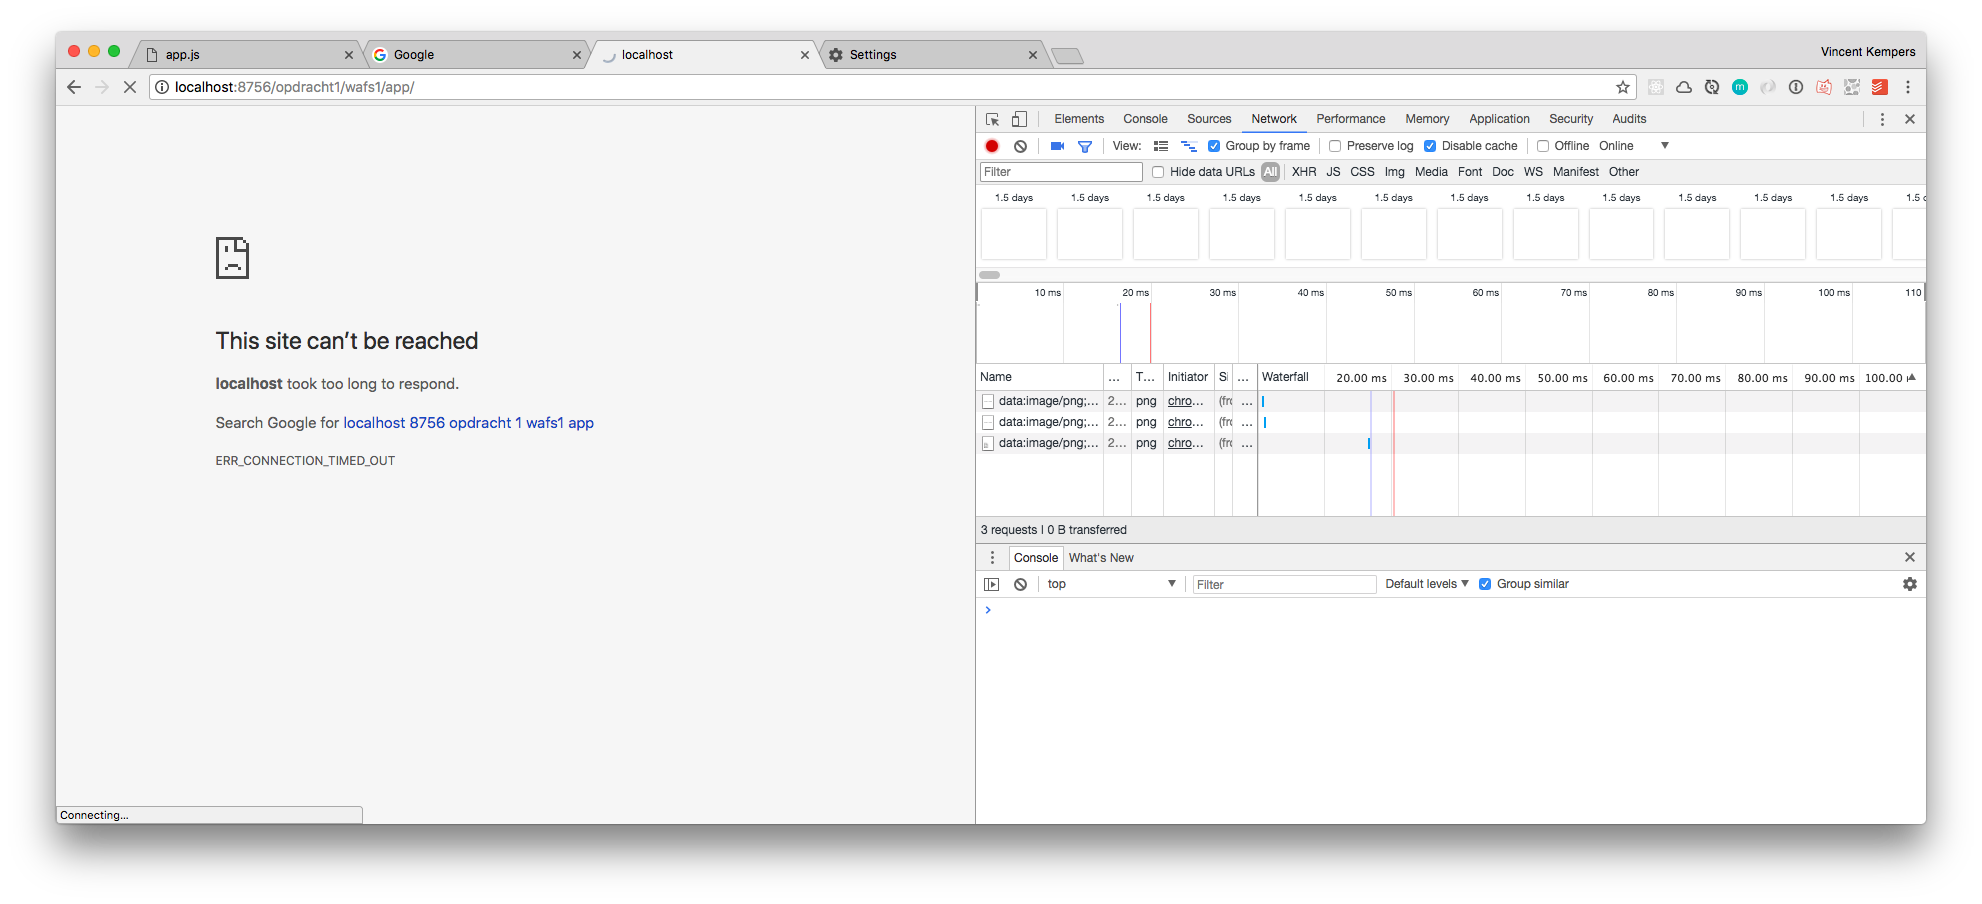 app.js
Google
localhost
Settings
Vincent Kempers
localhost:8756/opdracht1/wafs1/app/
m
This site can’t be reached
localhost took too long to respond.
Search Google for localhost 8756 opdracht 1 wafs1 app
ERR_CONNECTION_TIMED_OUT
Connecting...
Elements Console Sources Network Performance Memory Application Security Audits
View: Group by frame Preserve log Disable cache Offline Online
Filter Hide data URLs All XHR JS CSS Img Media Font Doc WS Manifest Other
1.5 days 1.5 days 1.5 days 1.5 days 1.5 days 1.5 days 1.5 days 1.5 days 1.5 days 1.5 days 1.5 days 1.5 days 1.5 c
10 ms 20 ms 30 ms 40 ms 50 ms 60 ms 70 ms 80 ms 90 ms 100 ms 110
Name ... T... Initiator Si ... Waterfall 20.00 ms 30.00 ms 40.00 ms 50.00 ms 60.00 ms 70.00 ms 80.00 ms 90.00 ms 100.00
data:image/png;... 2... png chro... (fro ...
data:image/png;... 2... png chro... (fro ...
data:image/png;... 2... png chro... (fro ...
3 requests | 0 B transferred
Console What's New
top Filter Default levels Group similar